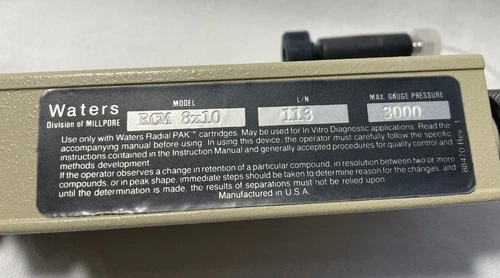 Waters
Division of MILLPORE
MODEL
RCM 8x10
L/N
113
MAX. GAUGE PRESSURE
3000
Use only with Waters Radial PAK™ cartridges. May be used for In Vitro Diagnostic applications. Read the
accompanying manual before using. In using this device, the operator must carefully follow the specific
instructions contained in the Instruction Manual and generally accepted procedures for quality control and
methods development.
If the operator observes a change in retention of a particular compound, in resolution between two or more
compounds, or in peak shape, immediate steps should be taken to determine reason for the changes, and
until the determination is made, the results of separations must not be relied upon.
Manufactured in U.S.A.
88470 Rev. 1